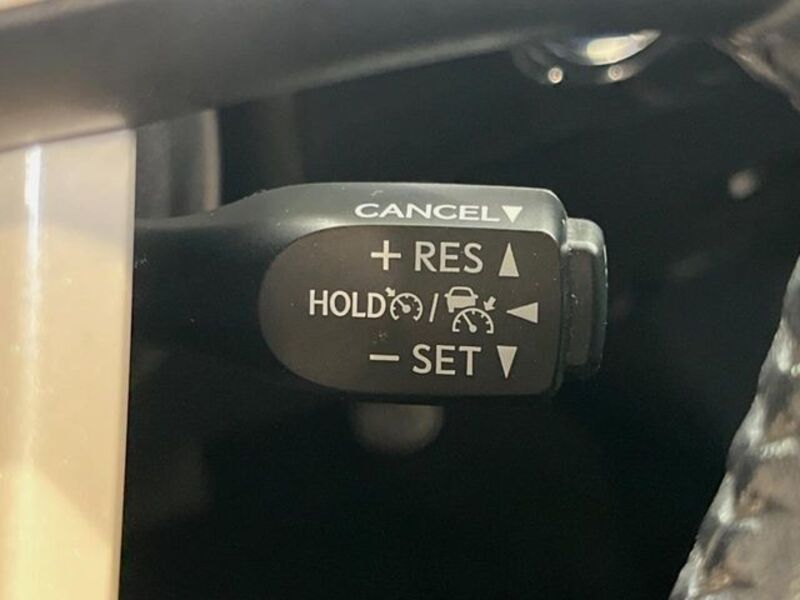 CANCEL▼
+ RES ▲
HOLD / ◀
− SET ▼